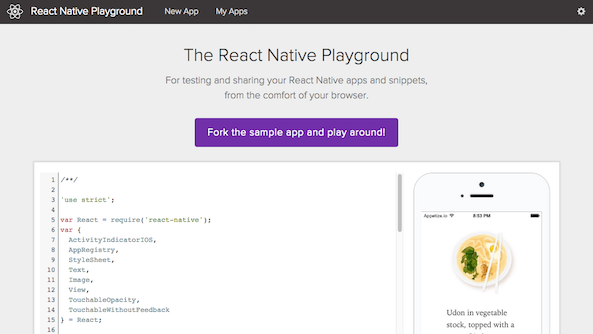 React Native Playground New App My Apps
The React Native Playground
For testing and sharing your React Native apps and snippets,
from the comfort of your browser.
Fork the sample app and play around!
1 /**/
2
3 'use strict';
4
5 var React = require('react-native');
6 var {
7 ActivityIndicatorIOS,
8 AppRegistry,
9 StyleSheet,
10 Text,
11 Image,
12 View,
13 TouchableOpacity,
14 TouchableWithoutFeedback
15 } = React;
16
Appetize.io 8:53 PM
Udon in vegetable
stock, topped with a